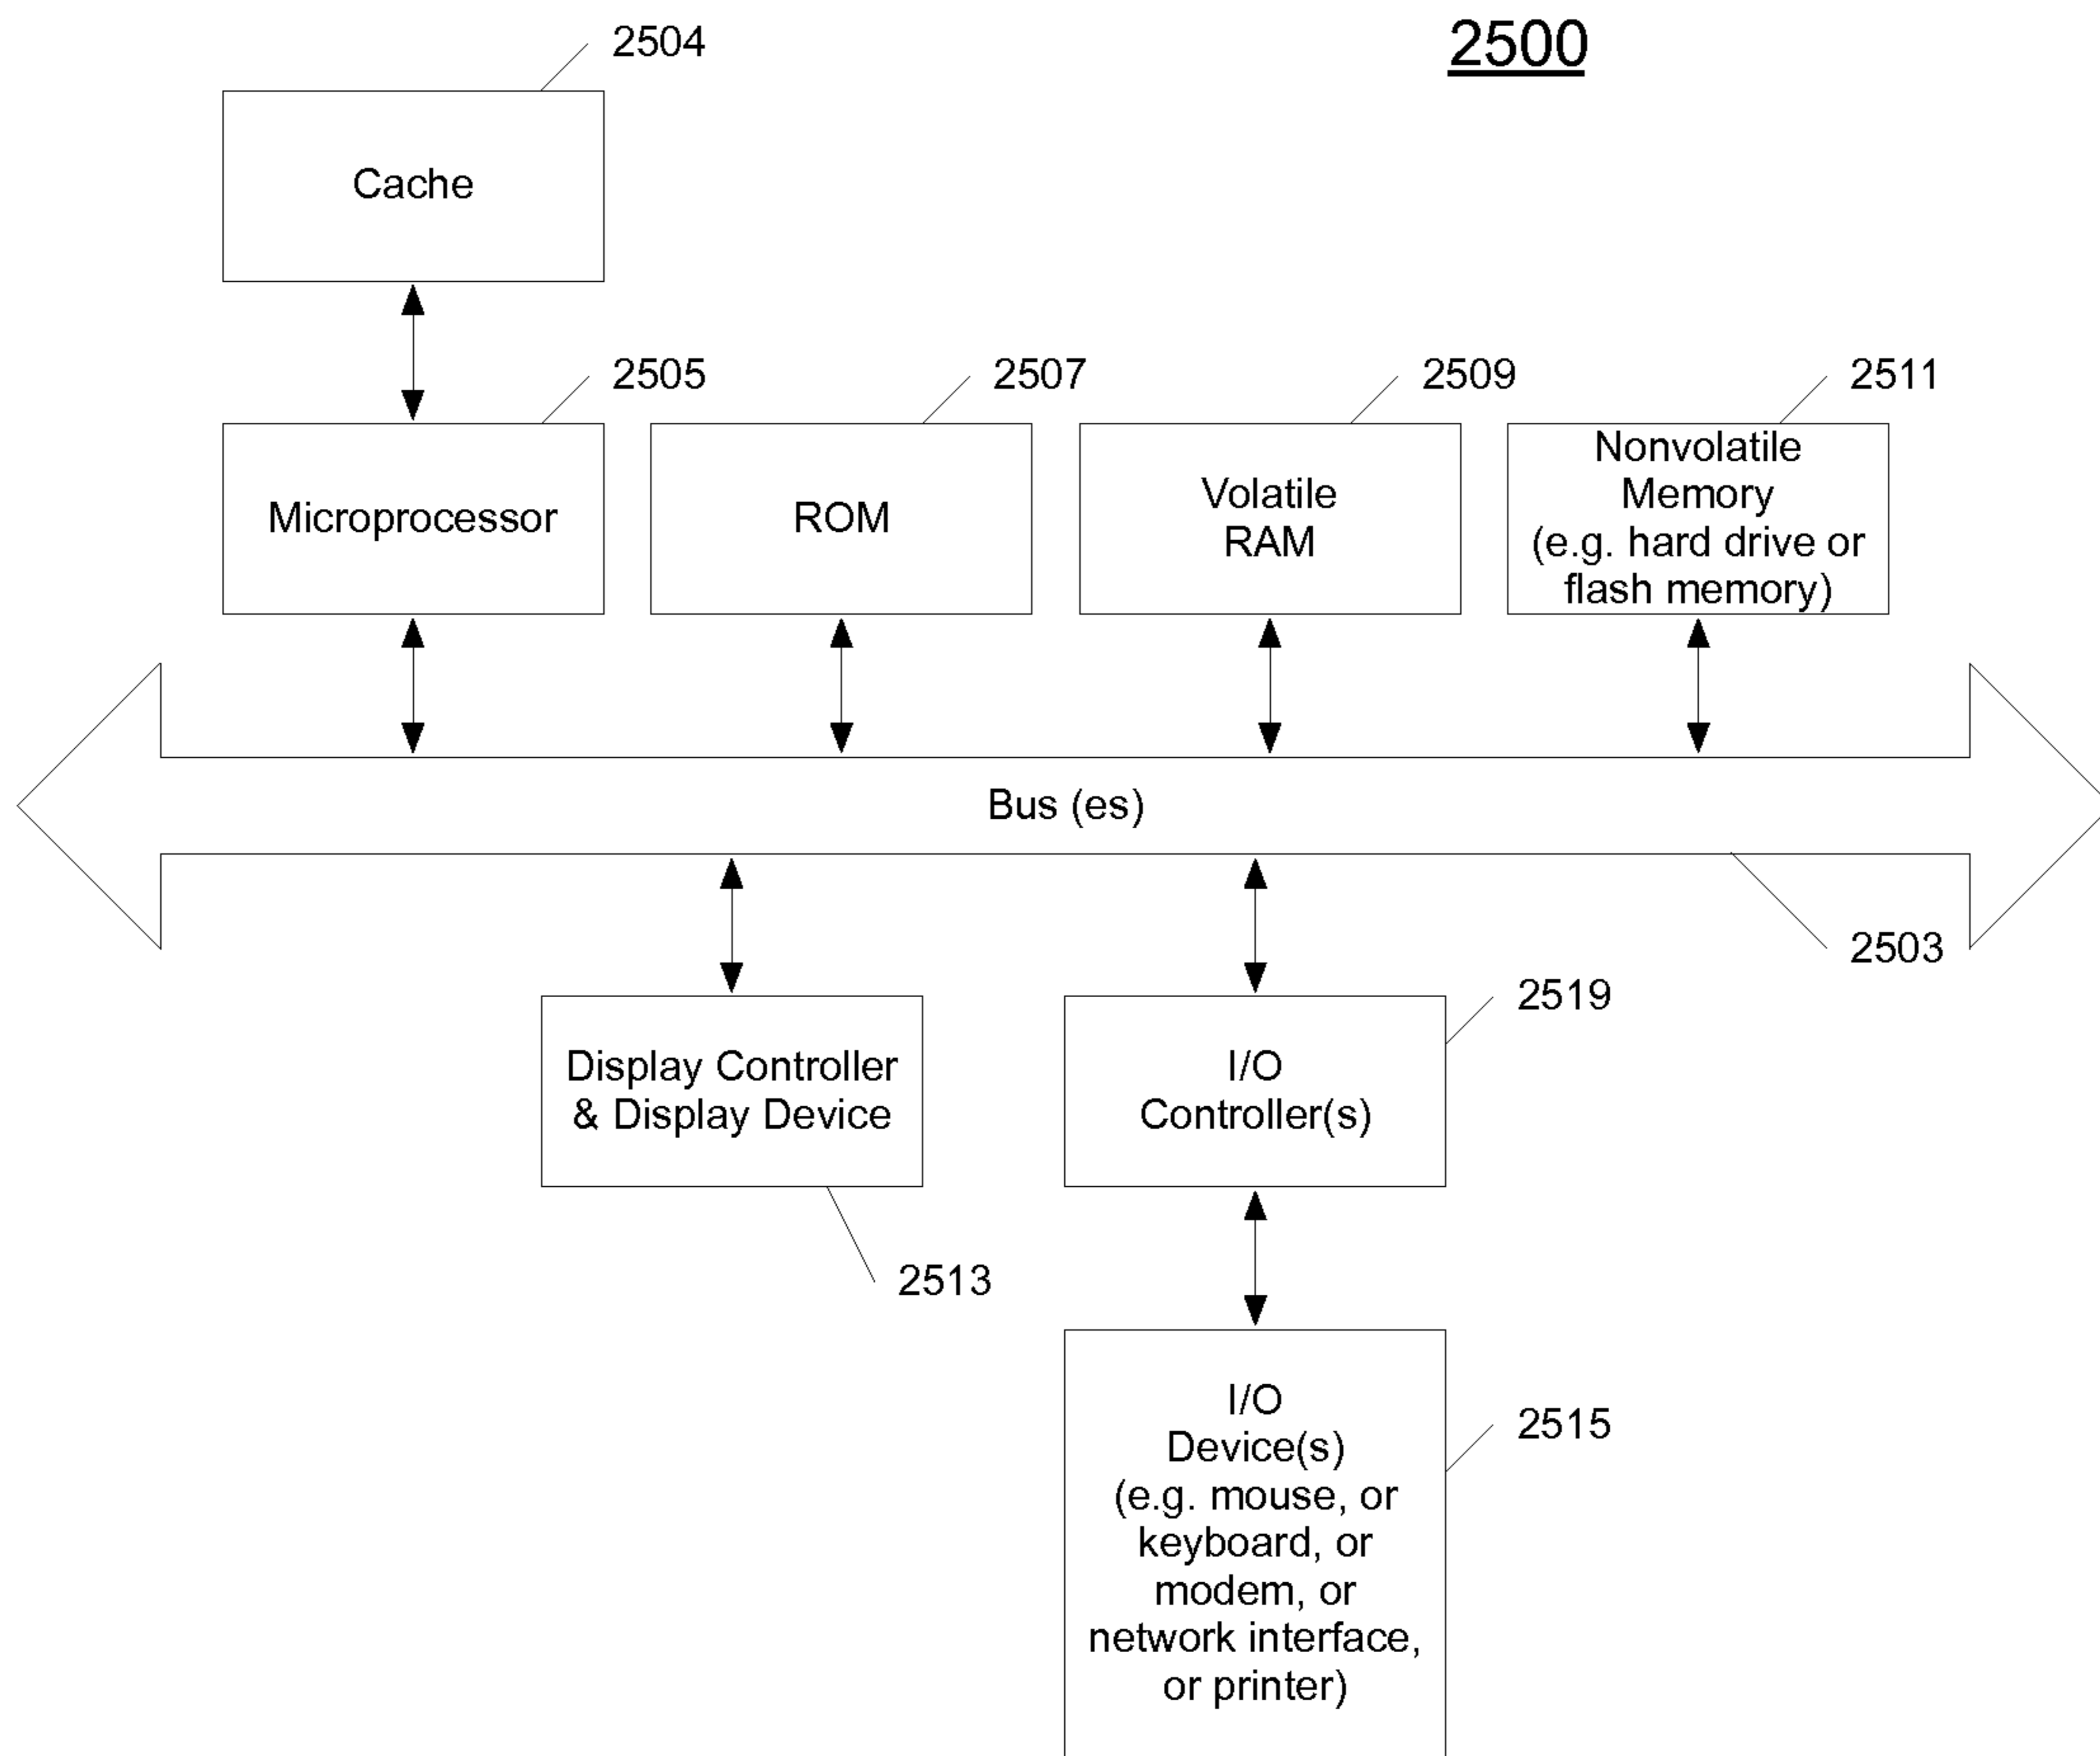 2500
2504
Cache
2505
2507
2509
2511
Microprocessor
ROM
Volatile
RAM
Nonvolatile
Memory
(e.g. hard drive or
flash memory)
Bus (es)
2503
2519
Display Controller
& Display Device
I/O
Controller(s)
2513
I/O
Device(s)
(e.g. mouse, or
keyboard, or
modem, or
network interface,
or printer)
2515